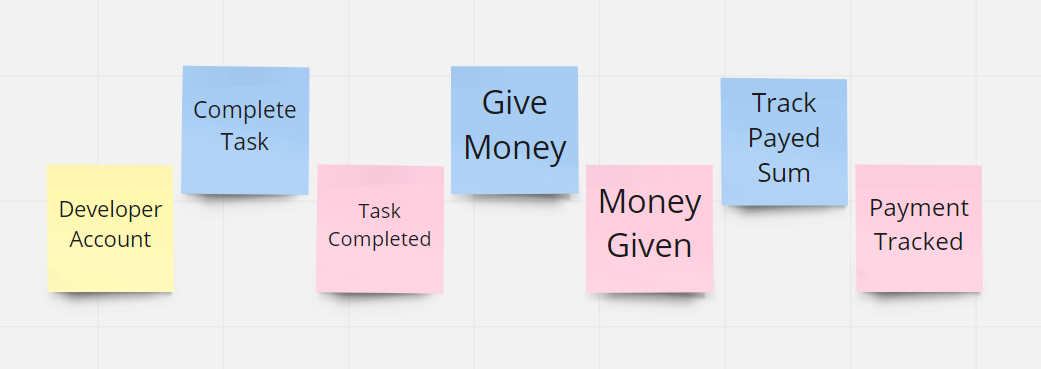 Developer
Account
Complete
Task
Task
Completed
Give
Money
Money
Given
Track
Payed
Sum
Payment
Tracked